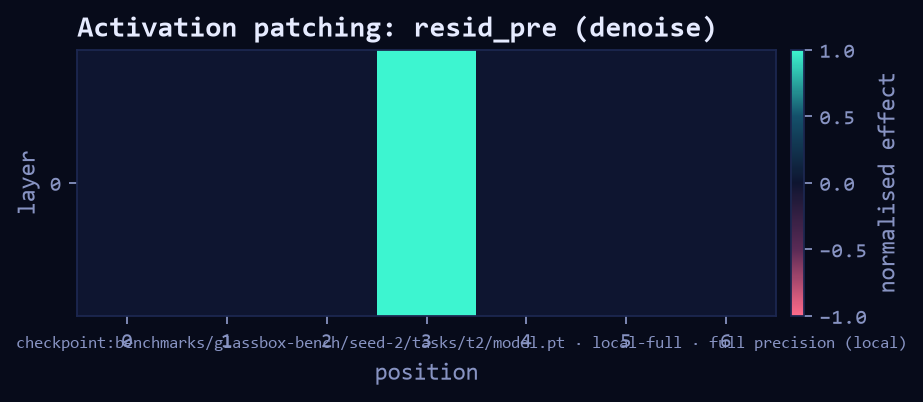 Activation patching: resid_pre (denoise)
1.0
0.5
0.0
−0.5
−1.0
normalised effect
layer
0
0 1 2 3 4 5 6
checkpoint:benchmarks/glassbox-bench/seed-2/tasks/t2/model.pt · local-full · full precision (local)
position